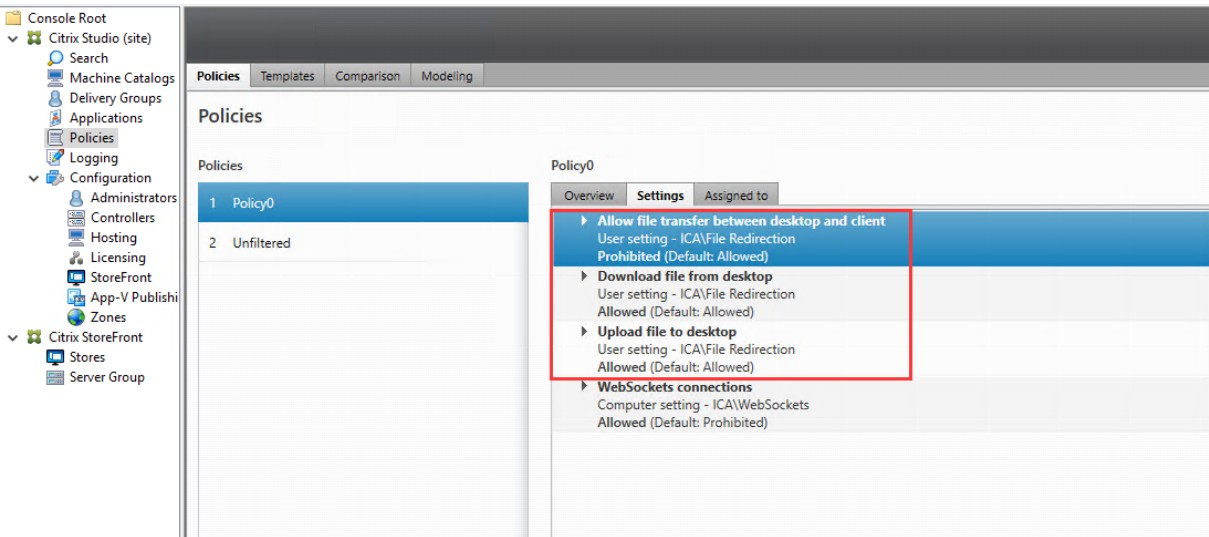 Console Root
Citrix Studio (site)
Search
Machine Catalogs
Delivery Groups
Applications
Policies
Logging
Configuration
Administrators
Controllers
Hosting
Licensing
StoreFront
App-V Publishi
Zones
Citrix StoreFront
Stores
Server Group
Policies Templates Comparison Modeling
Policies
Policies
1 Policy0
2 Unfiltered
Policy0
Overview Settings Assigned to
Allow file transfer between desktop and client
User setting - ICA\File Redirection
Prohibited (Default: Allowed)
Download file from desktop
User setting - ICA\File Redirection
Allowed (Default: Allowed)
Upload file to desktop
User setting - ICA\File Redirection
Allowed (Default: Allowed)
WebSockets connections
Computer setting - ICA\WebSockets
Allowed (Default: Prohibited)